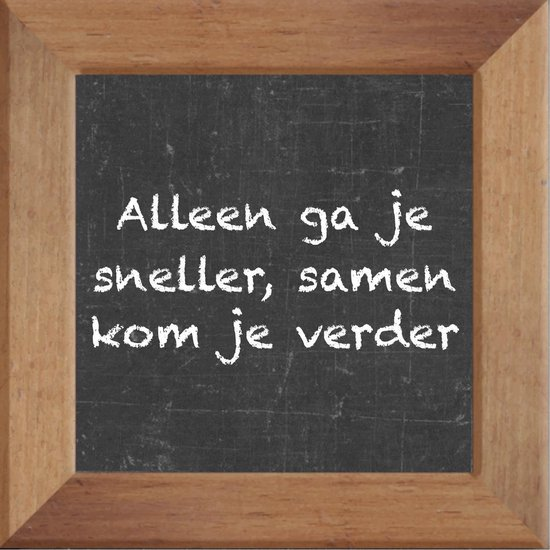 Alleen ga je
sneller, samen
kom je verder